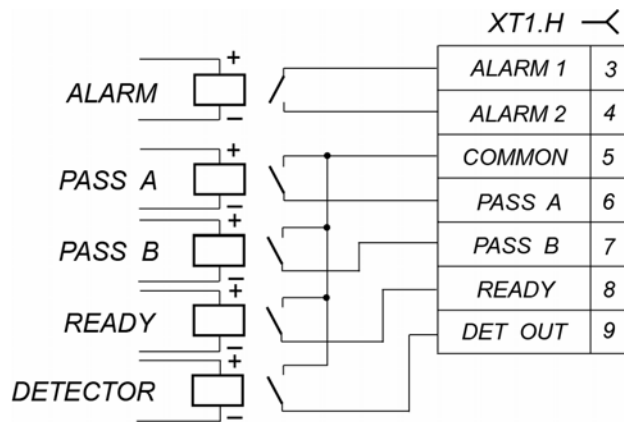 XT1.H
+
ALARM
−
ALARM 1 3
ALARM 2 4
+
PASS A
−
COMMON 5
PASS A 6
+
PASS B
−
PASS B 7
+
READY
−
READY 8
+
DETECTOR
−
DET OUT 9